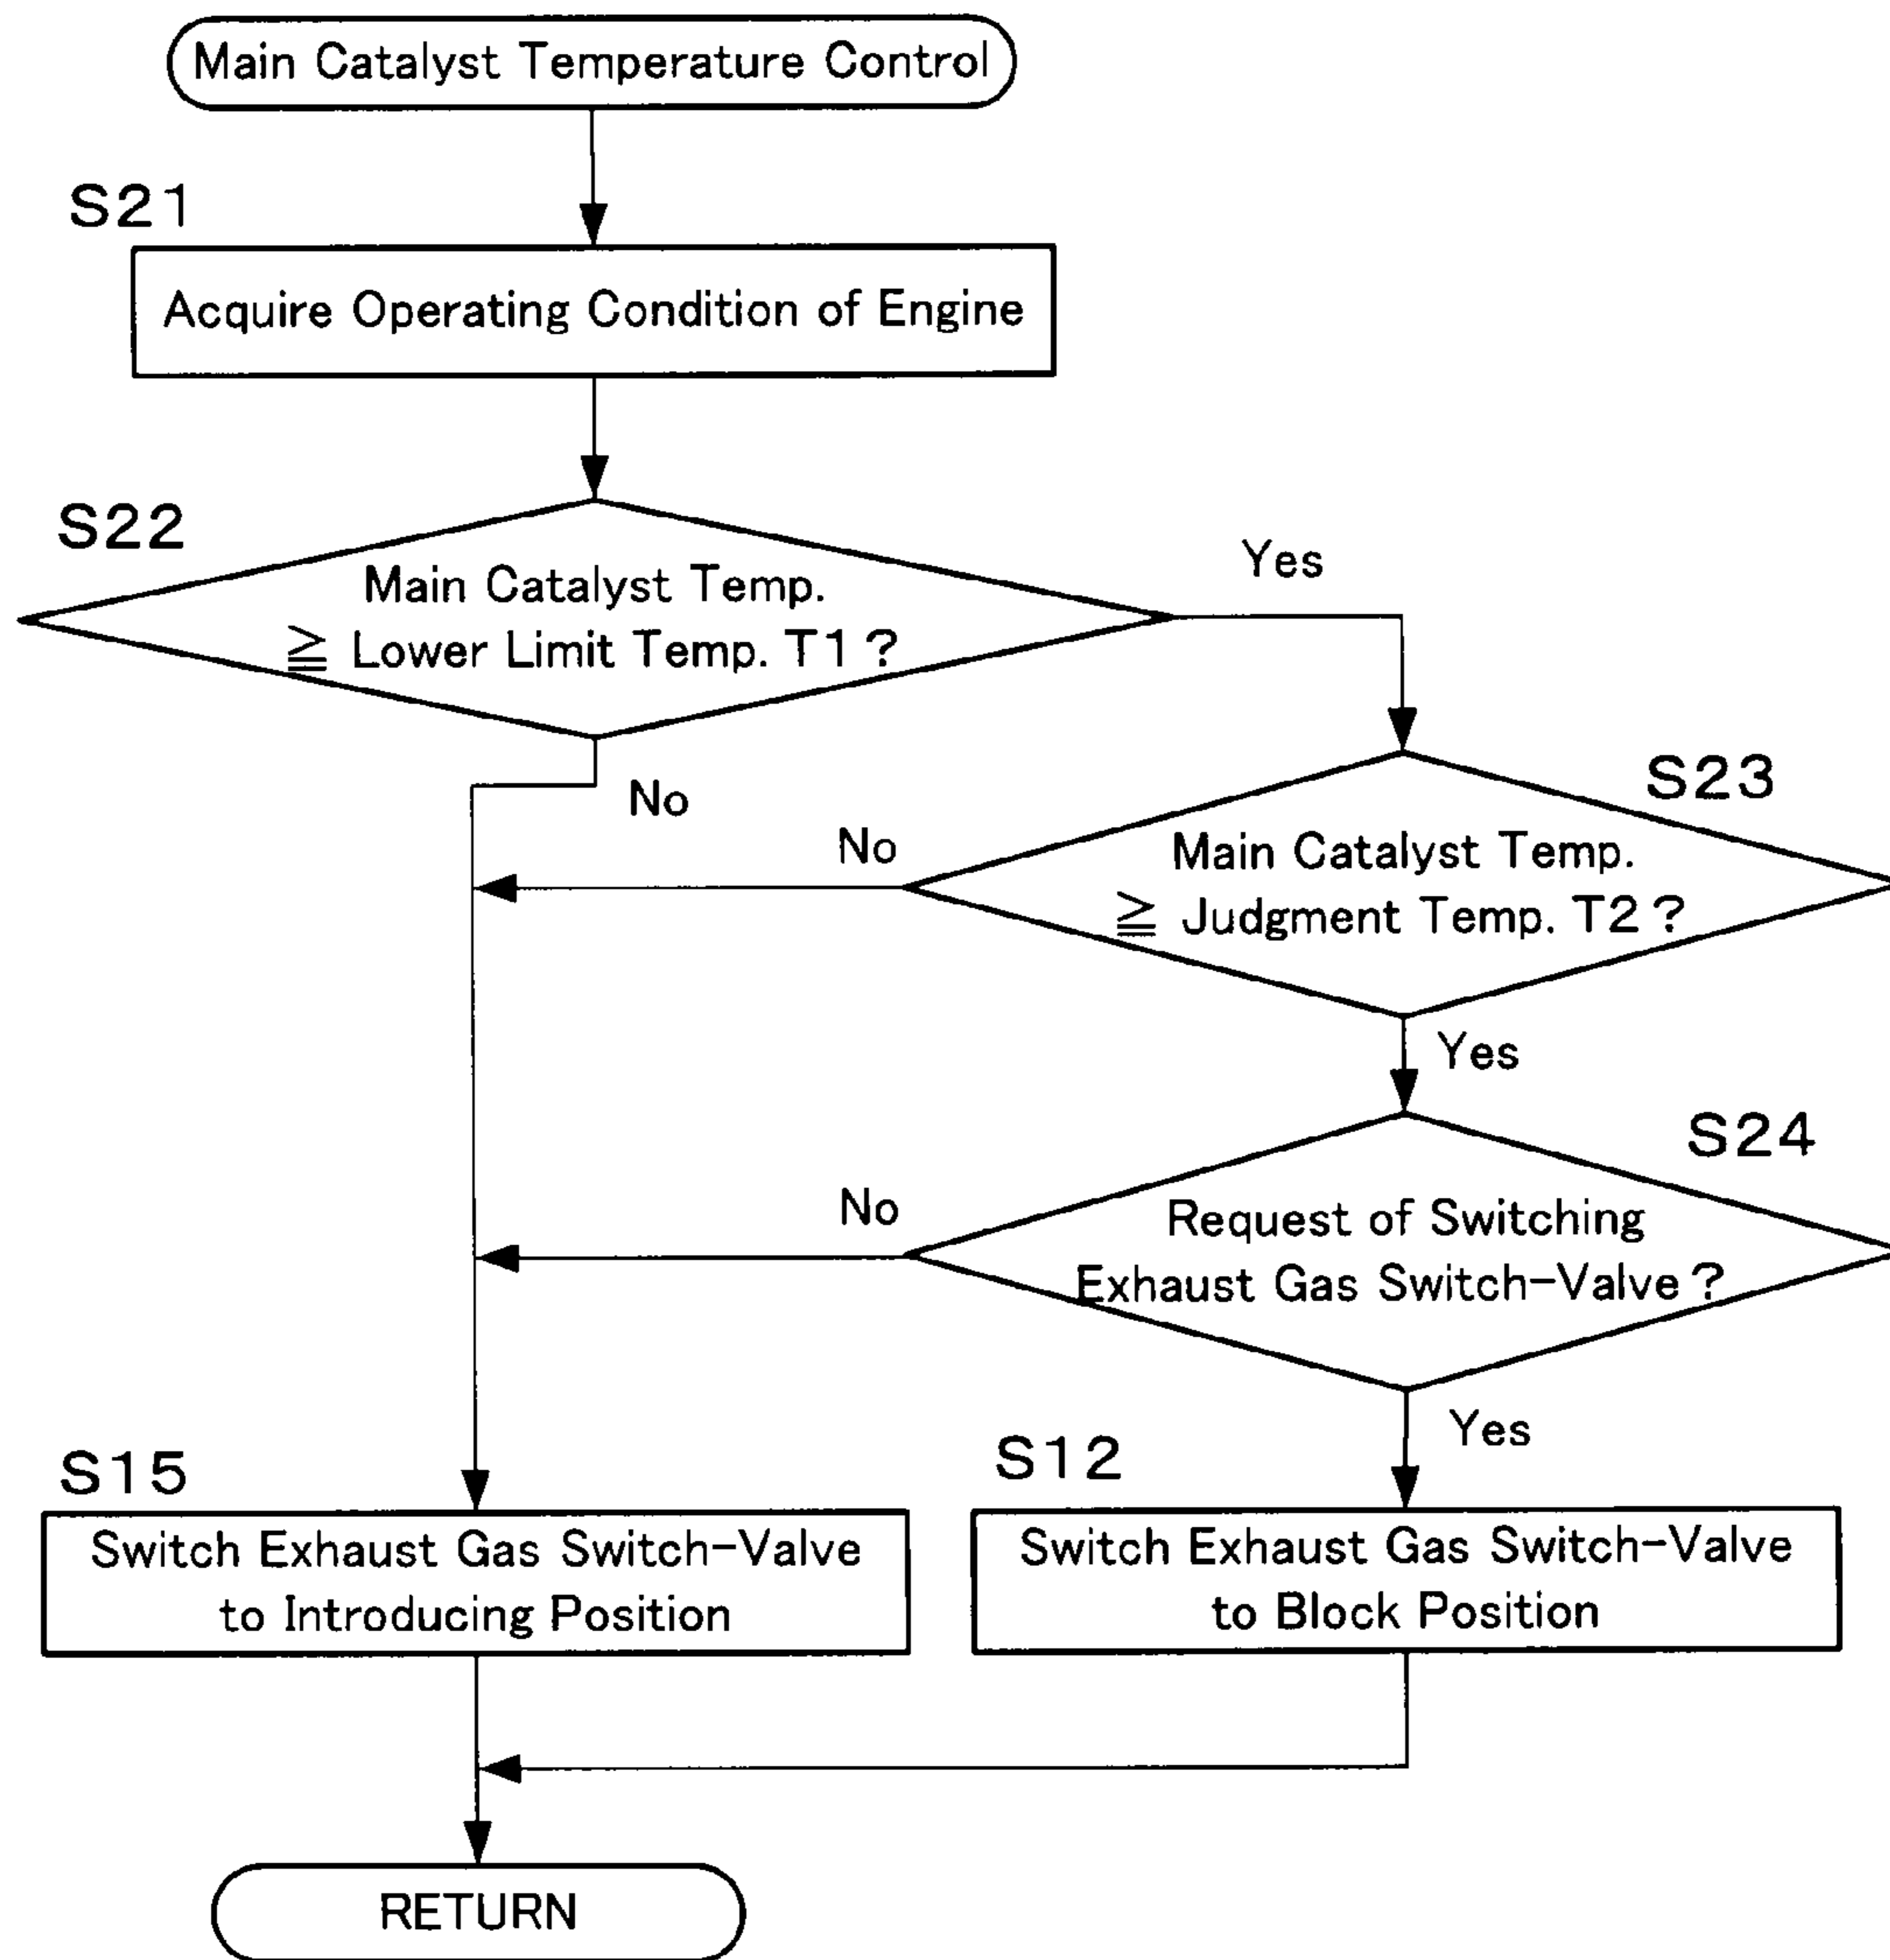 Main Catalyst Temperature Control
S21
Acquire Operating Condition of Engine
S22
Main Catalyst Temp.
≧ Lower Limit Temp. T1?
Yes
No
S23
No
Main Catalyst Temp.
≧ Judgment Temp. T2?
Yes
S24
No
Request of Switching
Exhaust Gas Switch-Valve?
Yes
S15
Switch Exhaust Gas Switch-Valve
to Introducing Position
S12
Switch Exhaust Gas Switch-Valve
to Block Position
RETURN